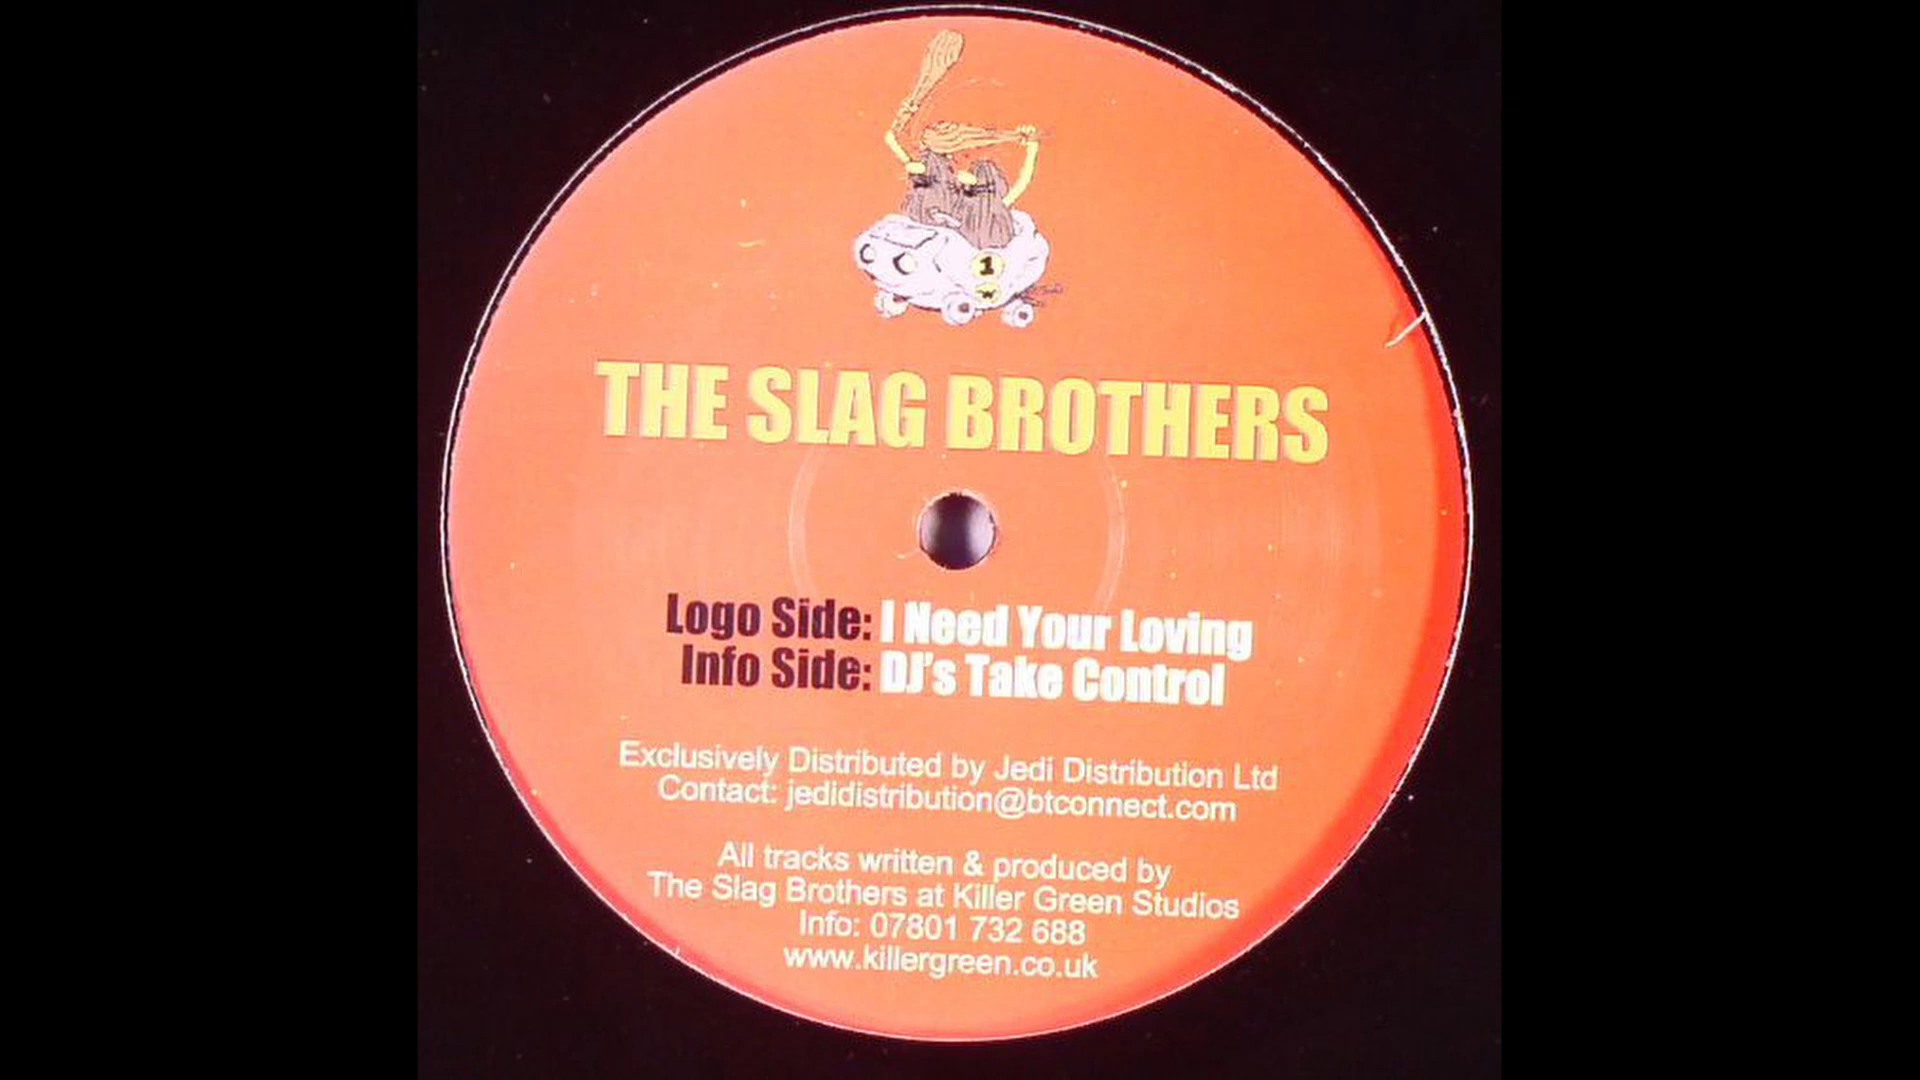 1
THE SLAG BROTHERS
Logo Side: I Need Your Loving
Info Side: DJ's Take Control
Exclusively Distributed by Jedi Distribution Ltd
Contact: jedidistribution@btconnect.com
All tracks written & produced by
The Slag Brothers at Killer Green Studios
Info: 07801 732 688
www.killergreen.co.uk